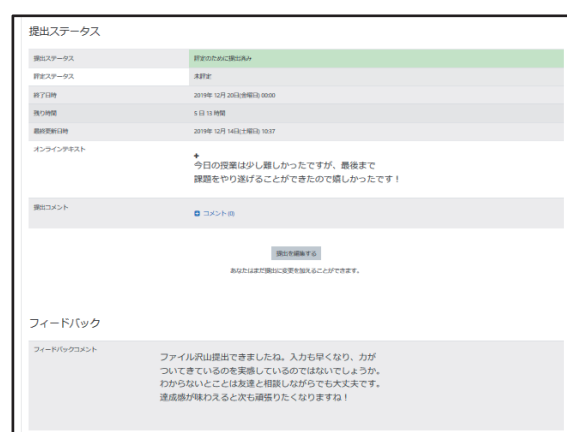 提出ステータス
提出ステータス 評定のために提出済み
評定ステータス 未評定
終了日時 2019年 12月 20日(金曜日) 00:00
残り時間 5 日 13 時間
最終更新日時 2019年 12月 14日(土曜日) 10:37
オンラインテキスト
今日の授業は少し難しかったですが、最後まで
課題をやり遂げることができたので嬉しかったです！
提出コメント コメント (0)
提出を編集する
あなたはまだ提出に変更を加えることができます。
フィードバック
フィードバックコメント
ファイル沢山提出できましたね。入力も早くなり、力が
ついてきているのを実感しているのではないでしょうか。
わからないとことは友達と相談しながらでも大丈夫です。
達成感が味わえると次も頑張りたくなりますね！